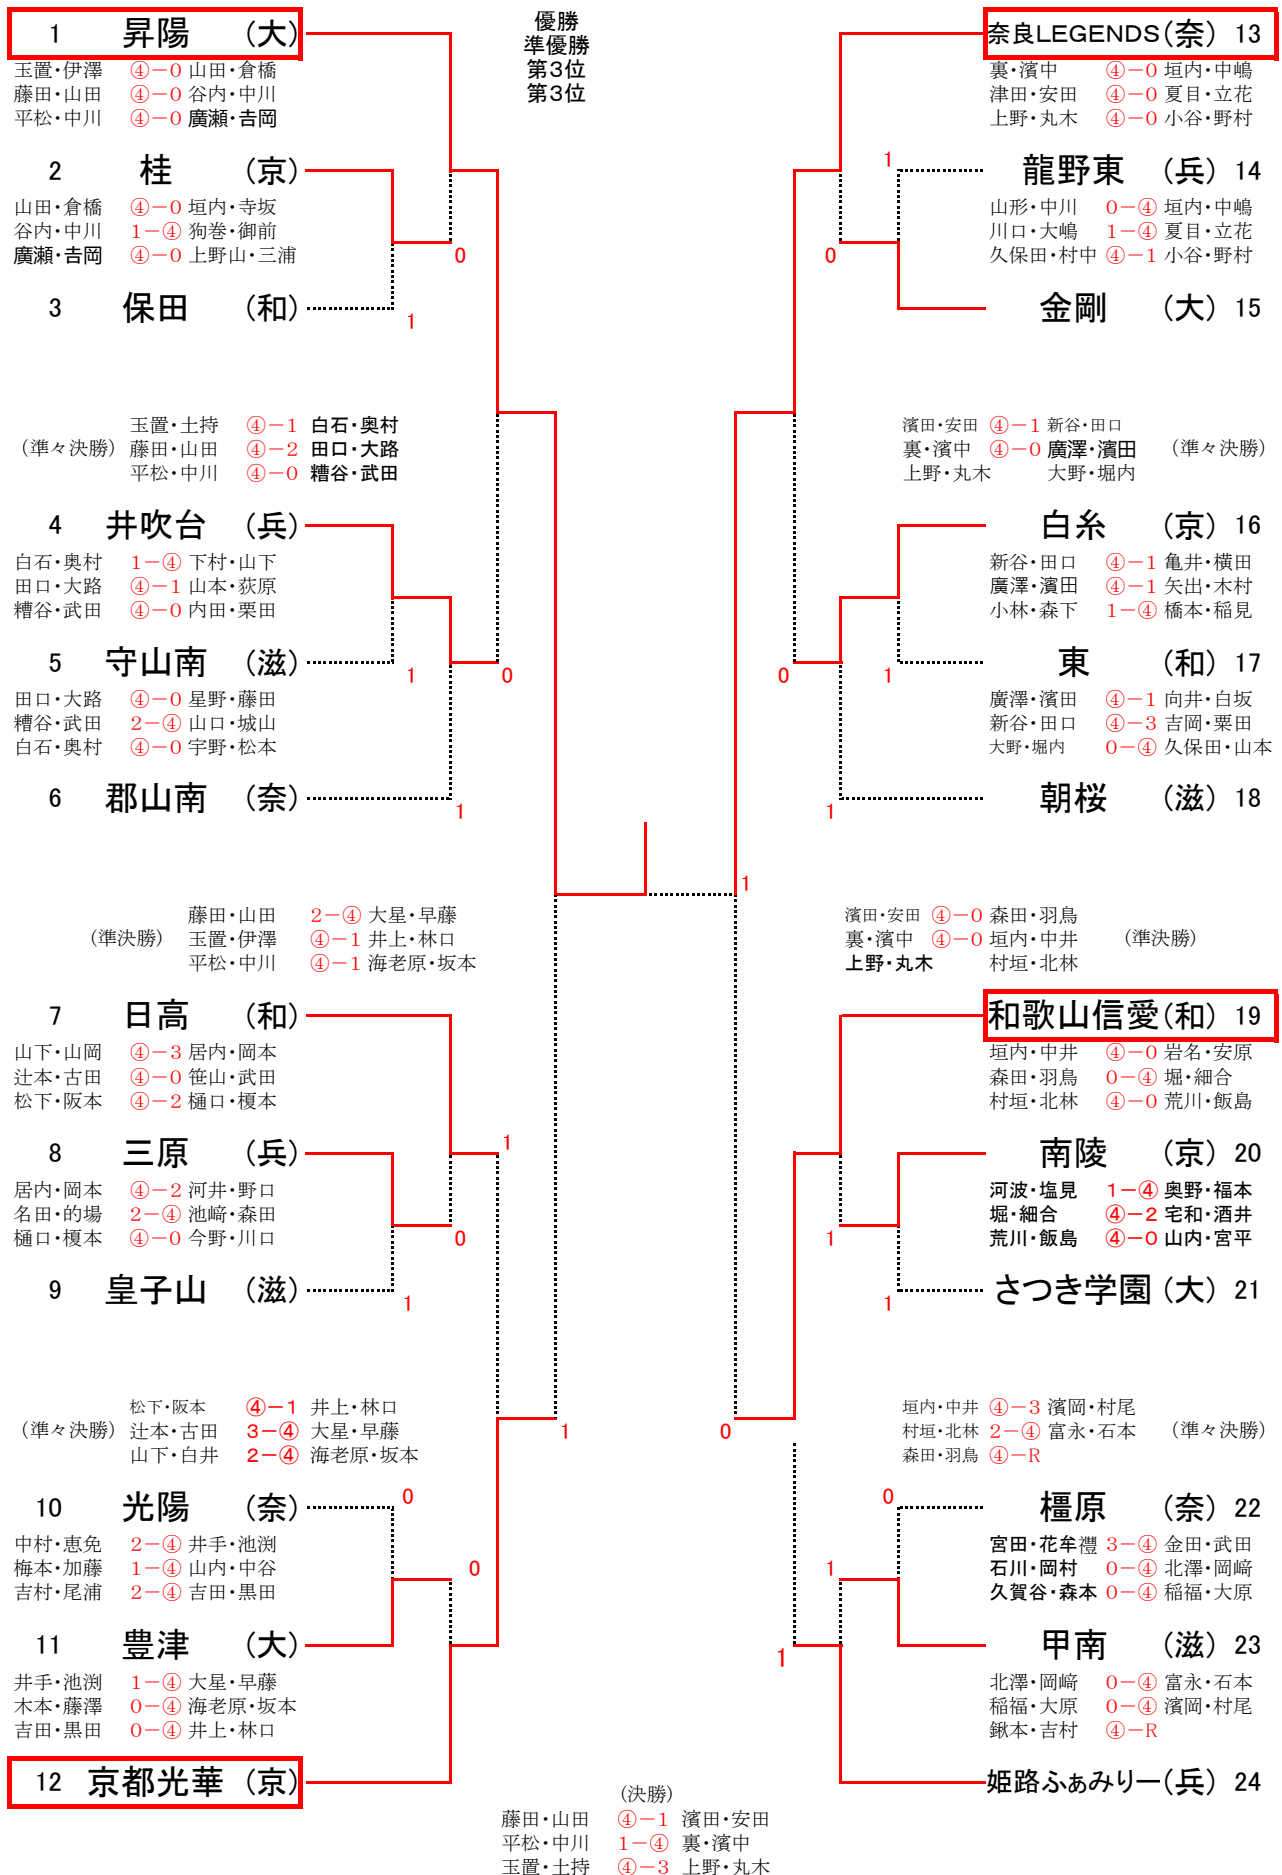 優勝
準優勝
第3位
第3位
1 昇陽 (大)
玉置・伊澤 ④－0 山田・倉橋
藤田・山田 ④－0 谷内・中川
平松・中川 ④－0 廣瀬・吉岡
2 桂 (京)
山田・倉橋 ④－0 垣内・寺坂
谷内・中川 1－④ 狗巻・御前
廣瀬・吉岡 ④－0 上野山・三浦
0
3 保田 (和)
1
玉置・土持 ④－1 白石・奥村
(準々決勝) 藤田・山田 ④－2 田口・大路
平松・中川 ④－0 糟谷・武田
4 井吹台 (兵)
白石・奥村 1－④ 下村・山下
田口・大路 ④－1 山本・荻原
糟谷・武田 ④－0 内田・栗田
5 守山南 (滋)
1 0
田口・大路 ④－0 星野・藤田
糟谷・武田 2－④ 山口・城山
白石・奥村 ④－0 宇野・松本
6 郡山南 (奈)
1
藤田・山田 2－④ 大星・早藤
(準決勝) 玉置・伊澤 ④－1 井上・林口
平松・中川 ④－1 海老原・坂本
7 日高 (和)
山下・山岡 ④－3 居内・岡本
辻本・古田 ④－0 笹山・武田
松下・阪本 ④－2 樋口・榎本
1
8 三原 (兵)
居内・岡本 ④－2 河井・野口
名田・的場 2－④ 池﨑・森田
樋口・榎本 ④－0 今野・川口
0
9 皇子山 (滋)
1
松下・阪本 ④－1 井上・林口
(準々決勝) 辻本・古田 3－④ 大星・早藤
山下・白井 2－④ 海老原・坂本
1
10 光陽 (奈)
0
中村・恵免 2－④ 井手・池渕
梅本・加藤 1－④ 山内・中谷
吉村・尾浦 2－④ 吉田・黒田
0
11 豊津 (大)
井手・池渕 1－④ 大星・早藤
木本・藤澤 0－④ 海老原・坂本
吉田・黒田 0－④ 井上・林口
12 京都光華 (京)
奈良LEGENDS (奈) 13
裏・濱中 ④－0 垣内・中嶋
津田・安田 ④－0 夏目・立花
上野・丸木 ④－0 小谷・野村
1
龍野東 (兵) 14
山形・中川 0－④ 垣内・中嶋
川口・大嶋 1－④ 夏目・立花
久保田・村中 ④－1 小谷・野村
0
金剛 (大) 15
濱田・安田 ④－1 新谷・田口
裏・濱中 ④－0 廣澤・濱田 (準々決勝)
上野・丸木 大野・堀内
白糸 (京) 16
新谷・田口 ④－1 亀井・横田
廣澤・濱田 ④－1 矢出・木村
小林・森下 1－④ 橋本・稲見
東 (和) 17
0 1
廣澤・濱田 ④－1 向井・白坂
新谷・田口 ④－3 吉岡・栗田
大野・堀内 0－④ 久保田・山本
朝桜 (滋) 18
1
1
濱田・安田 ④－0 森田・羽鳥
裏・濱中 ④－0 垣内・中井 (準決勝)
上野・丸木 村垣・北林
和歌山信愛 (和) 19
垣内・中井 ④－0 岩名・安原
森田・羽鳥 0－④ 堀・細合
村垣・北林 ④－0 荒川・飯島
南陵 (京) 20
河波・塩見 1－④ 奥野・福本
堀・細合 ④－2 宅和・酒井
荒川・飯島 ④－0 山内・宮平
1
さつき学園 (大) 21
1
垣内・中井 ④－3 濱岡・村尾
村垣・北林 2－④ 富永・石本 (準々決勝)
森田・羽鳥 ④－R
0
橿原 (奈) 22
0
宮田・花牟禮 3－④ 金田・武田
石川・岡村 0－④ 北澤・岡﨑
久賀谷・森本 0－④ 稲福・大原
1
甲南 (滋) 23
1
北澤・岡﨑 0－④ 富永・石本
稲福・大原 0－④ 濱岡・村尾
鍬本・吉村 ④－R
姫路ふぁみりー (兵) 24
(決勝)
藤田・山田 ④－1 濱田・安田
平松・中川 1－④ 裏・濱中
玉置・土持 ④－3 上野・丸木